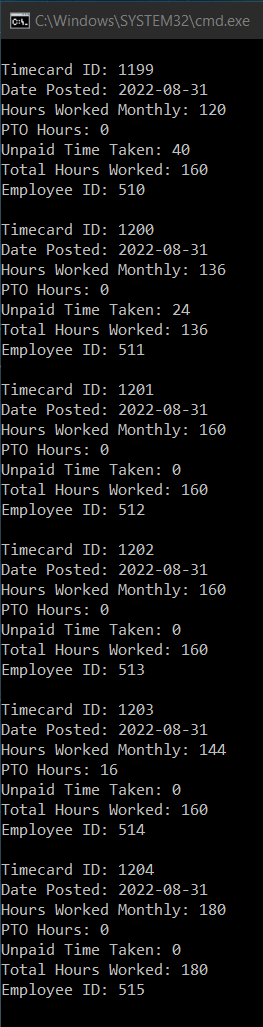 C:\Windows\SYSTEM32\cmd.exe
Timecard ID: 1199
Date Posted: 2022-08-31
Hours Worked Monthly: 120
PTO Hours: 0
Unpaid Time Taken: 40
Total Hours Worked: 160
Employee ID: 510
Timecard ID: 1200
Date Posted: 2022-08-31
Hours Worked Monthly: 136
PTO Hours: 0
Unpaid Time Taken: 24
Total Hours Worked: 136
Employee ID: 511
Timecard ID: 1201
Date Posted: 2022-08-31
Hours Worked Monthly: 160
PTO Hours: 0
Unpaid Time Taken: 0
Total Hours Worked: 160
Employee ID: 512
Timecard ID: 1202
Date Posted: 2022-08-31
Hours Worked Monthly: 160
PTO Hours: 0
Unpaid Time Taken: 0
Total Hours Worked: 160
Employee ID: 513
Timecard ID: 1203
Date Posted: 2022-08-31
Hours Worked Monthly: 144
PTO Hours: 16
Unpaid Time Taken: 0
Total Hours Worked: 160
Employee ID: 514
Timecard ID: 1204
Date Posted: 2022-08-31
Hours Worked Monthly: 180
PTO Hours: 0
Unpaid Time Taken: 0
Total Hours Worked: 180
Employee ID: 515